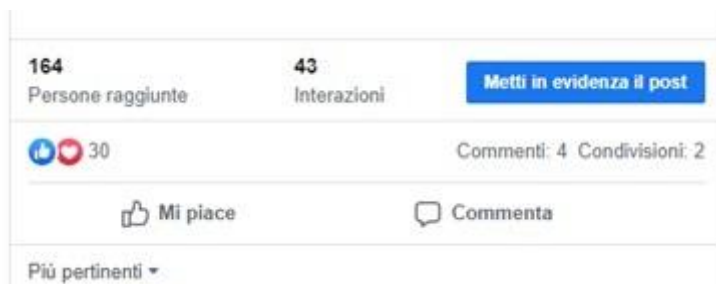 164 43
Persone raggiunte Interazioni Metti in evidenza il post
30 Commenti: 4 Condivisioni: 2
Mi piace Commenta
Più pertinenti